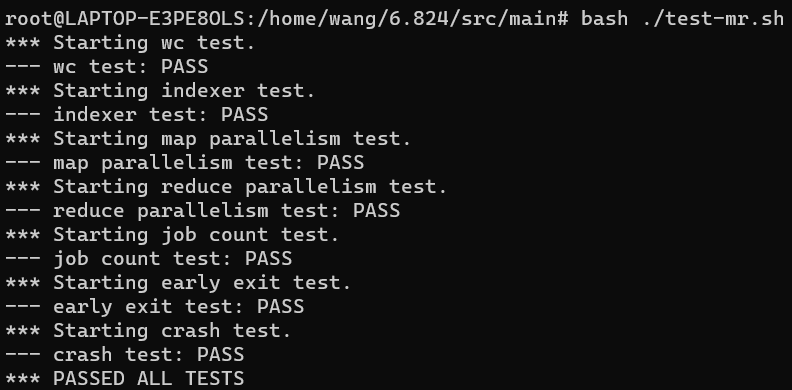 root@LAPTOP-E3PE8OLS:/home/wang/6.824/src/main# bash ./test-mr.sh
*** Starting wc test.
--- wc test: PASS
*** Starting indexer test.
--- indexer test: PASS
*** Starting map parallelism test.
--- map parallelism test: PASS
*** Starting reduce parallelism test.
--- reduce parallelism test: PASS
*** Starting job count test.
--- job count test: PASS
*** Starting early exit test.
--- early exit test: PASS
*** Starting crash test.
--- crash test: PASS
*** PASSED ALL TESTS